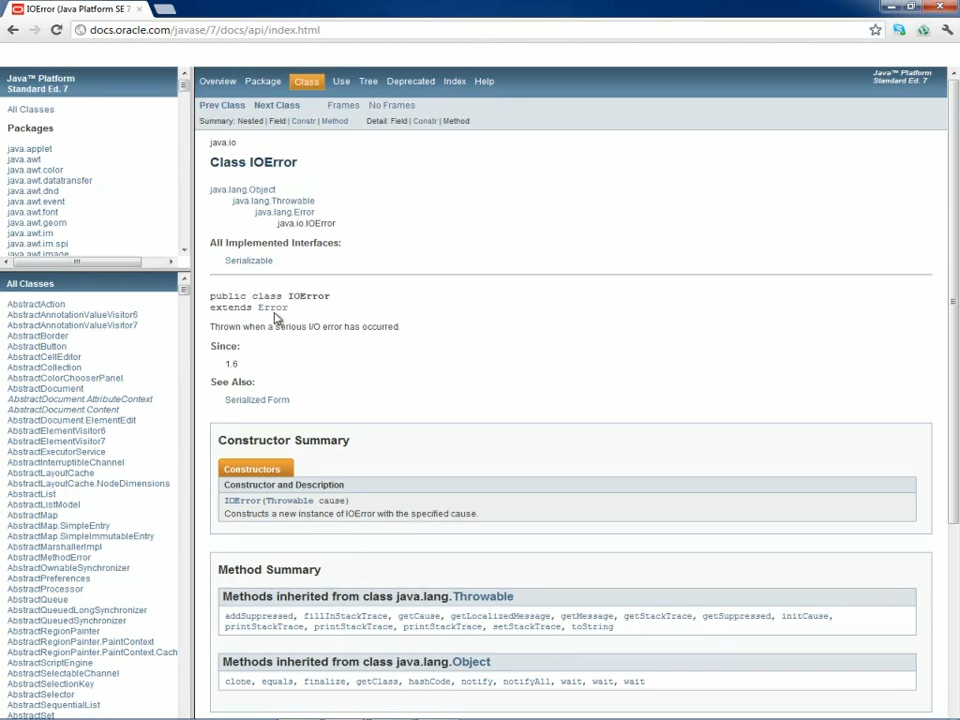 IOError (Java Platform SE 7
docs.oracle.com/javase/7/docs/api/index.html
Java™ Platform
Standard Ed. 7
All Classes
Packages
java.applet
java.awt
java.awt.color
java.awt.datatransfer
java.awt.dnd
java.awt.event
java.awt.font
java.awt.geom
java.awt.im
java.awt.im.spi
java.awt.image
All Classes
AbstractAction
AbstractAnnotationValueVisitor6
AbstractAnnotationValueVisitor7
AbstractBorder
AbstractButton
AbstractCellEditor
AbstractCollection
AbstractColorChooserPanel
AbstractDocument
AbstractDocument.AttributeContext
AbstractDocument.Content
AbstractDocument.ElementEdit
AbstractElementVisitor6
AbstractElementVisitor7
AbstractExecutorService
AbstractInterruptibleChannel
AbstractLayoutCache
AbstractLayoutCache.NodeDimensions
AbstractList
AbstractListModel
AbstractMap
AbstractMap.SimpleEntry
AbstractMap.SimpleImmutableEntry
AbstractMarshallerImpl
AbstractMethodError
AbstractOwnableSynchronizer
AbstractPreferences
AbstractProcessor
AbstractQueue
AbstractQueuedLongSynchronizer
AbstractQueuedSynchronizer
AbstractRegionPainter
AbstractRegionPainter.PaintContext
AbstractRegionPainter.PaintContext.Cach
AbstractScriptEngine
AbstractSelectableChannel
AbstractSelectionKey
AbstractSelector
AbstractSequentialList
AbstractSet
Overview Package Class Use Tree Deprecated Index Help
Java™ Platform
Standard Ed. 7
Prev Class Next Class Frames No Frames
Summary: Nested | Field | Constr | Method Detail: Field | Constr | Method
java.io
Class IOError
java.lang.Object
java.lang.Throwable
java.lang.Error
java.io.IOError
All Implemented Interfaces:
Serializable
public class IOError
extends Error
Thrown when a serious I/O error has occurred.
Since:
1.6
See Also:
Serialized Form
Constructor Summary
Constructors
Constructor and Description
IOError(Throwable cause)
Constructs a new instance of IOError with the specified cause.
Method Summary
Methods inherited from class java.lang.Throwable
addSuppressed, fillInStackTrace, getCause, getLocalizedMessage, getMessage, getStackTrace, getSuppressed, initCause,
printStackTrace, printStackTrace, printStackTrace, setStackTrace, toString
Methods inherited from class java.lang.Object
clone, equals, finalize, getClass, hashCode, notify, notifyAll, wait, wait, wait